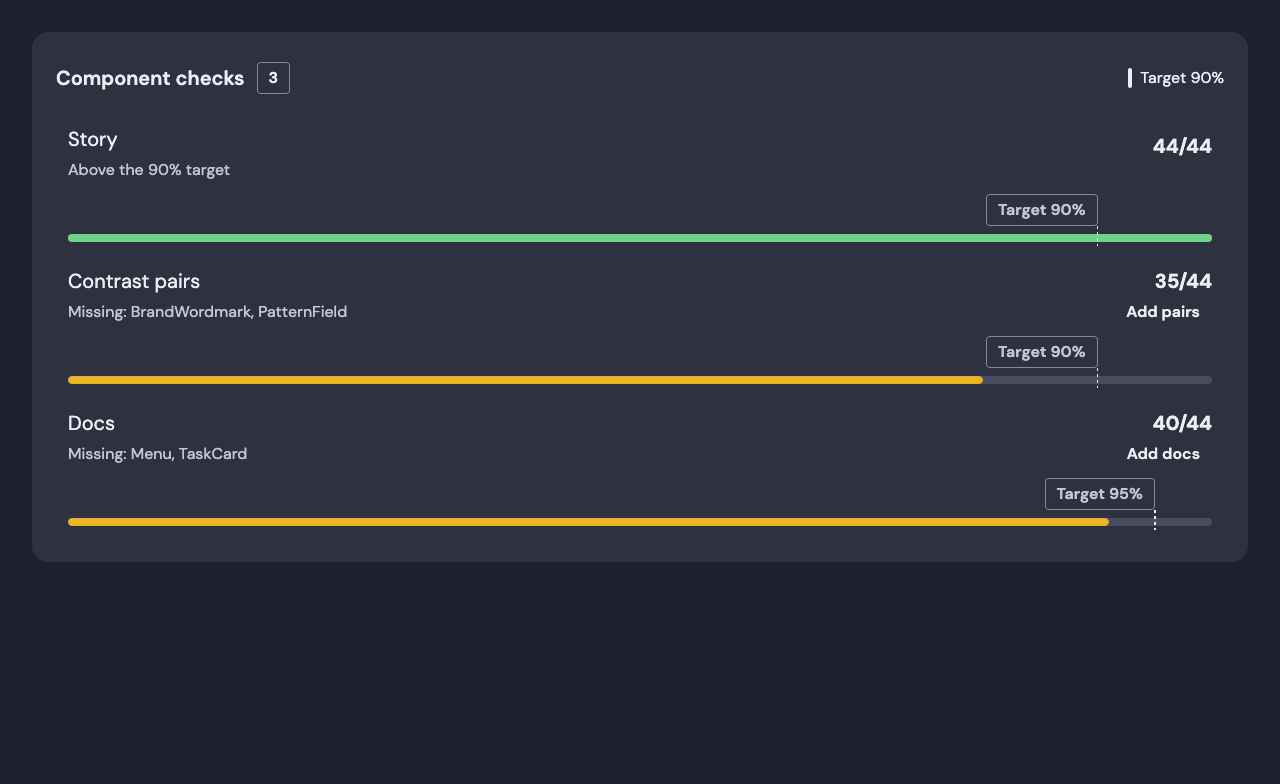 Component checks 3
Target 90%
Story
44/44
Above the 90% target
Target 90%
Contrast pairs
35/44
Missing: BrandWordmark, PatternField
Add pairs
Target 90%
Docs
40/44
Missing: Menu, TaskCard
Add docs
Target 95%